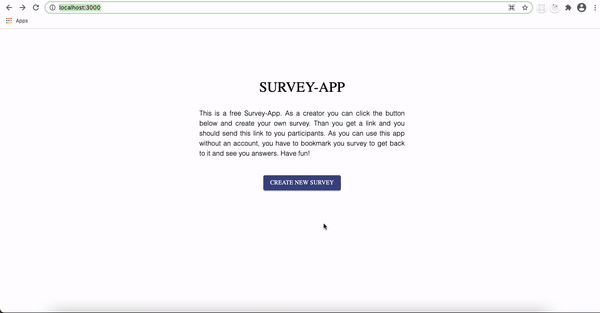 localhost:3000
Apps
SURVEY-APP
This is a free Survey-App. As a creator you can click the button
below and create your own survey. Than you get a link and you
should send this link to you participants. As you can use this app
without an account, you have to bookmark you survey to get back
to it and see you answers. Have fun!
CREATE NEW SURVEY